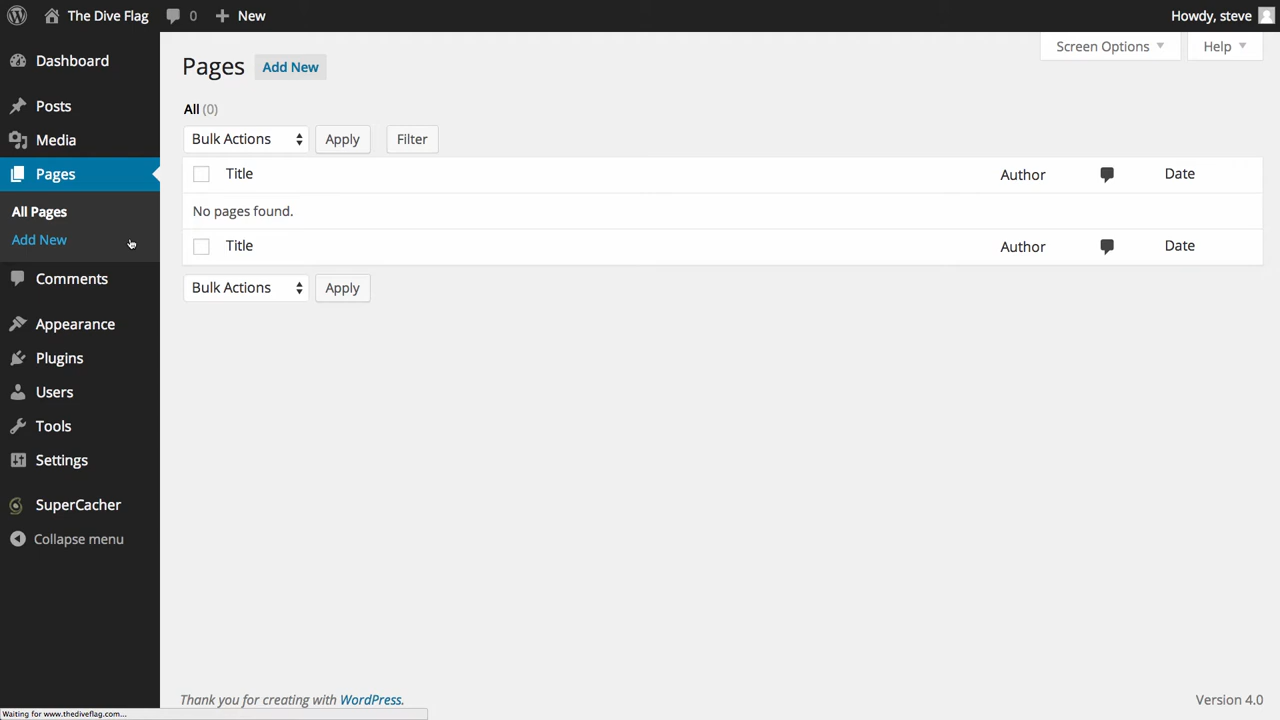 The Dive Flag 0 New Howdy, steve
Dashboard
Posts
Media
Pages
All Pages
Add New
Comments
Appearance
Plugins
Users
Tools
Settings
SuperCacher
Collapse menu
Screen Options Help
Pages Add New
All (0)
Bulk Actions Apply Filter
Title Author Date
No pages found.
Title Author Date
Bulk Actions Apply
Thank you for creating with WordPress. Version 4.0
Waiting for www.thediveflag.com...